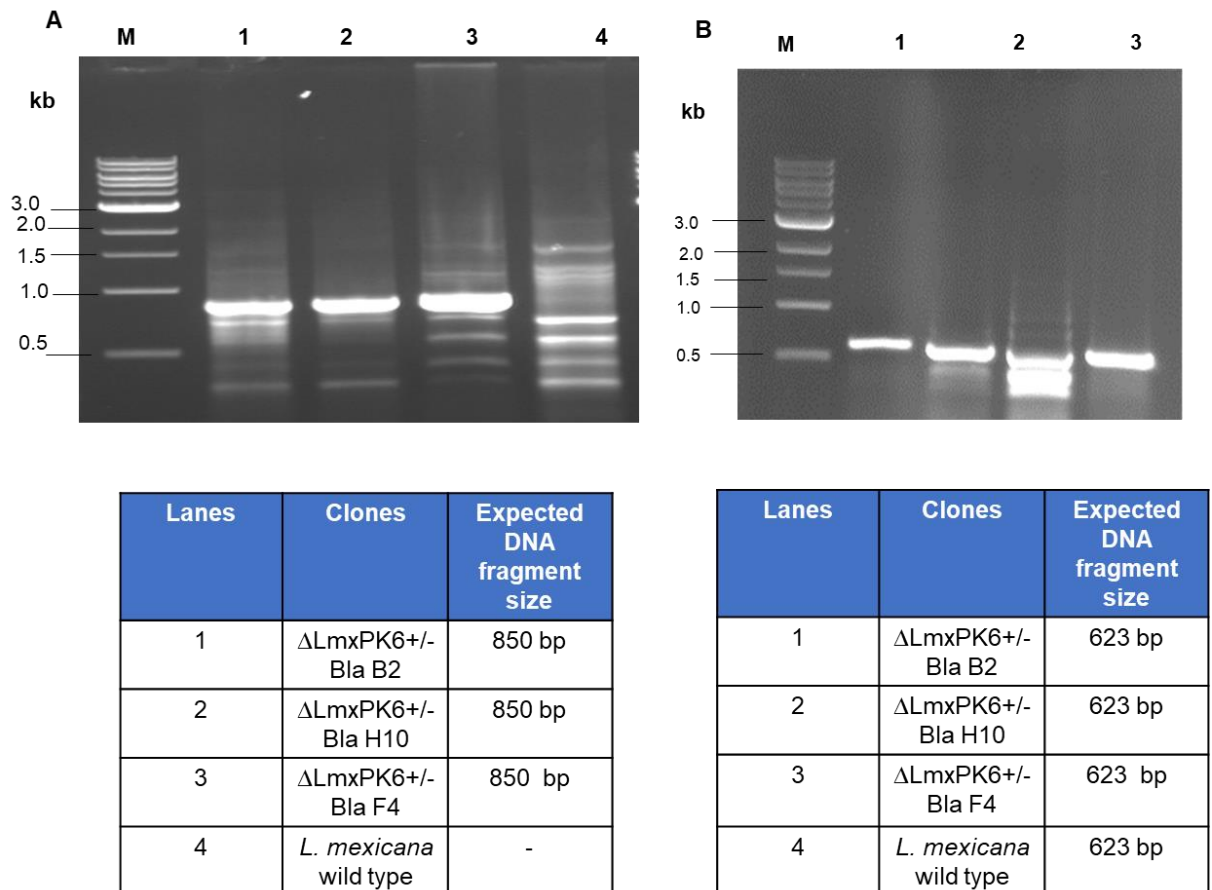 A
M 1 2 3 4
kb
3.0
2.0
1.5
1.0
0.5
B
M 1 2 3
kb
3.0
2.0
1.5
1.0
0.5
Lanes Clones Expected
DNA
fragment
size
1 ΔLmxPK6+/-
Bla B2 850 bp
2 ΔLmxPK6+/-
Bla H10 850 bp
3 ΔLmxPK6+/-
Bla F4 850 bp
4 L. mexicana
wild type -
Lanes Clones Expected
DNA
fragment
size
1 ΔLmxPK6+/-
Bla B2 623 bp
2 ΔLmxPK6+/-
Bla H10 623 bp
3 ΔLmxPK6+/-
Bla F4 623 bp
4 L. mexicana
wild type 623 bp